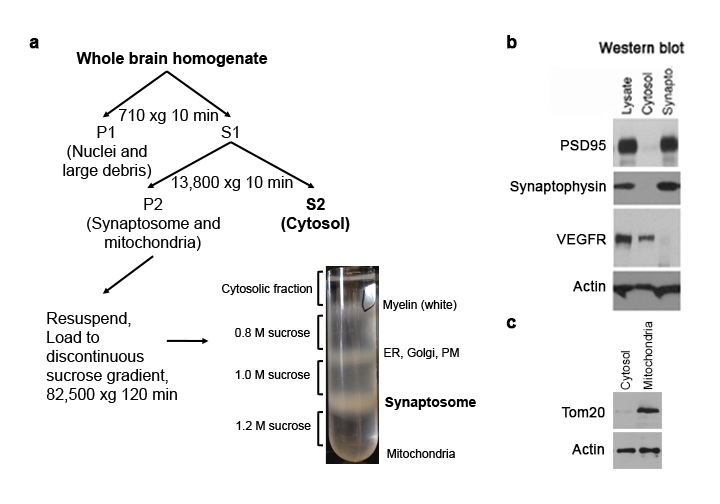 a
Whole brain homogenate
710 xg 10 min
P1
(Nuclei and
large debris)
S1
13,800 xg 10 min
P2
(Synaptosome and
mitochondria)
S2
(Cytosol)
Resuspend,
Load to
discontinuous
sucrose gradient,
82,500 xg 120 min
Cytosolic fraction
0.8 M sucrose
1.0 M sucrose
1.2 M sucrose
Myelin (white)
ER, Golgi, PM
Synaptosome
Mitochondria
b
Western blot
Lysate
Cytosol
Synapto
PSD95
Synaptophysin
VEGFR
Actin
c
Cytosol
Mitochondria
Tom20
Actin